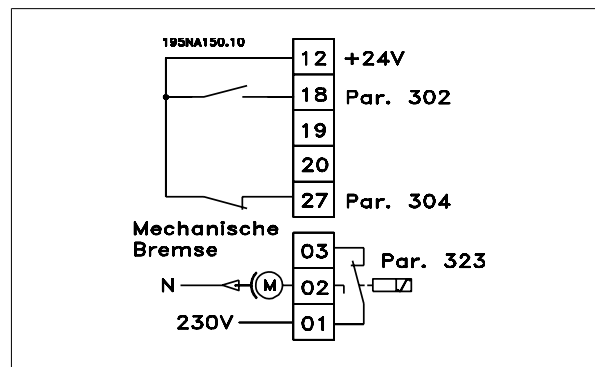 195NA150.10
12 +24V
18 Par. 302
19
20
27 Par. 304
Mechanische
Bremse
03
Par. 323
N M 02
230V 01